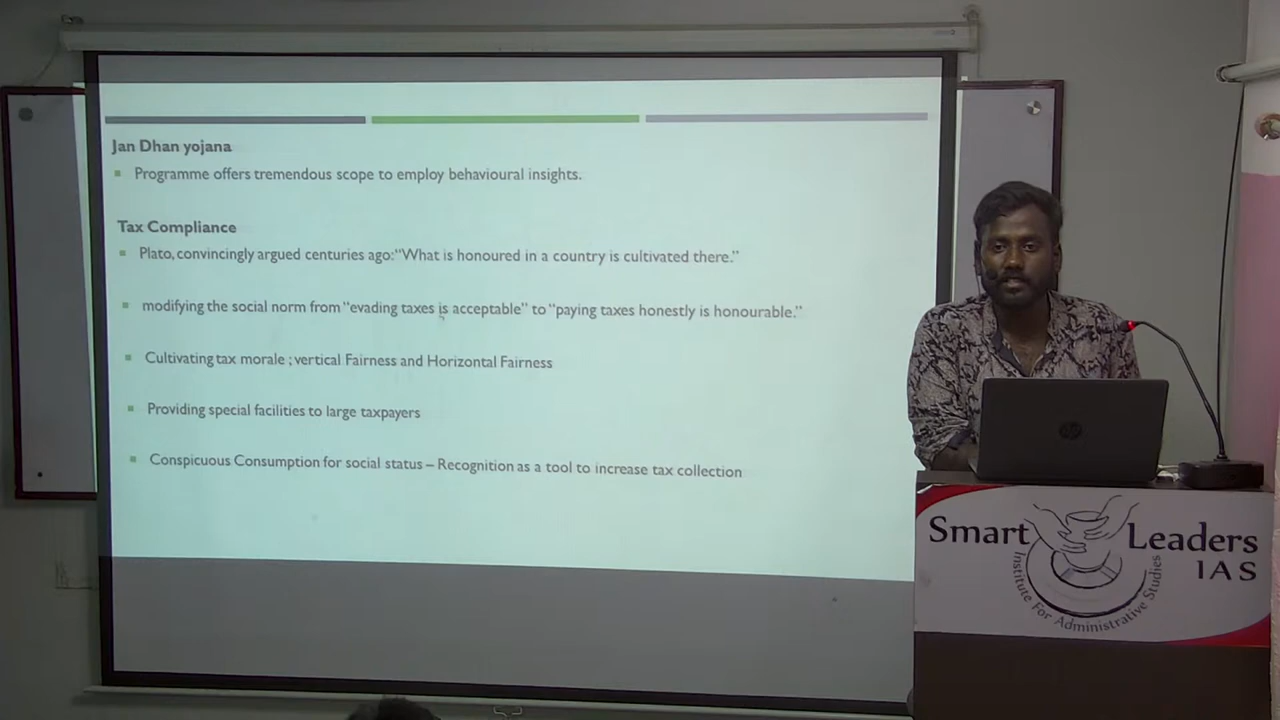 Jan Dhan yojana
Programme offers tremendous scope to employ behavioural insights.
Tax Compliance
Plato, convincingly argued centuries ago:“What is honoured in a country is cultivated there.”
modifying the social norm from “evading taxes is acceptable” to “paying taxes honestly is honourable.”
Cultivating tax morale ; vertical Fairness and Horizontal Fairness
Providing special facilities to large taxpayers
Conspicuous Consumption for social status – Recognition as a tool to increase tax collection
hp
Smart Leaders
IAS
Institute For Administrative Studies